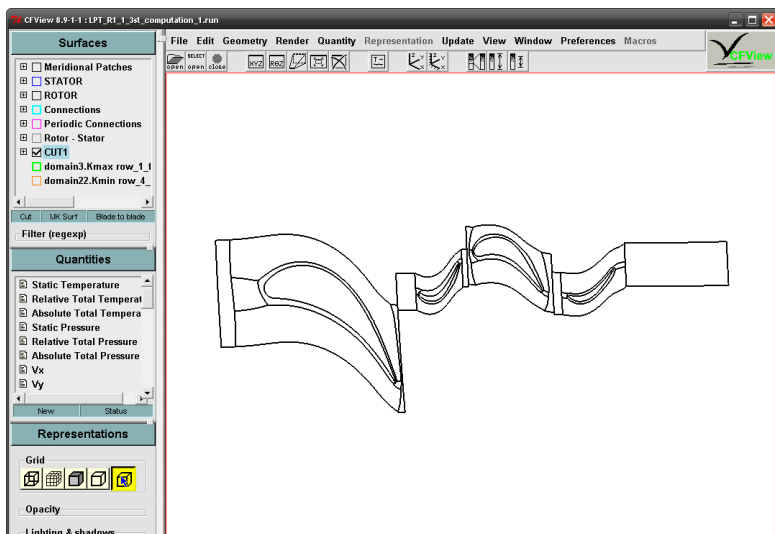 CFView 8.9-1-1 : LPT_R1_1_3st_computation_1.run
Surfaces
File Edit Geometry Render Quantity Representation Update View Window Preferences Macros
CFView
open SELECT open close XYZ RθZ
Meridional Patches
STATOR
ROTOR
Connections
Periodic Connections
Rotor - Stator
CUT1
domain3.Kmax row_1_f
domain22.Kmin row_4_
Cut IJK Surf Blade to blade
Filter (regexp)
Quantities
Static Temperature
Relative Total Temperat
Absolute Total Tempera
Static Pressure
Relative Total Pressure
Absolute Total Pressure
Vx
Vy
New Status
Representations
Grid
Opacity
Lighting & shadows